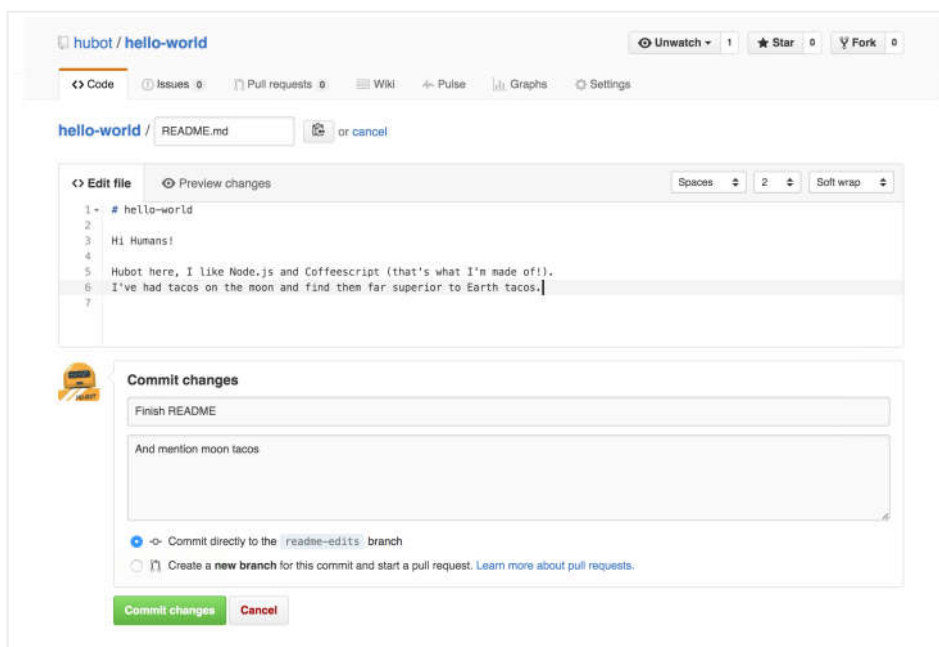 hubot / hello-world
Unwatch 1 Star 0 Fork 0
Code Issues 0 Pull requests 0 Wiki Pulse Graphs Settings
hello-world / README.md or cancel
Edit file Preview changes Spaces 2 Soft wrap
1 # hello-world
2
3 Hi Humans!
4
5 Hubot here, I like Node.js and Coffeescript (that's what I'm made of!).
6 I've had tacos on the moon and find them far superior to Earth tacos.
7
Commit changes
Finish README
And mention moon tacos
Commit directly to the readme-edits branch
Create a new branch for this commit and start a pull request. Learn more about pull requests.
Commit changes Cancel